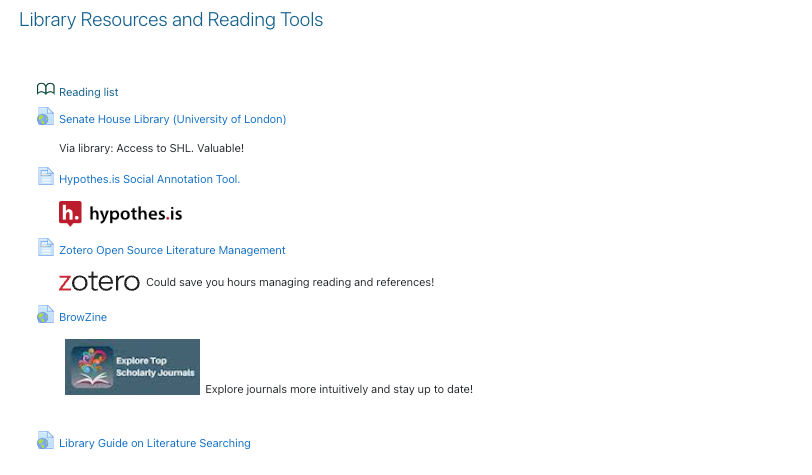 Library Resources and Reading Tools
Reading list
Senate House Library (University of London)
Via library: Access to SHL. Valuable!
Hypothes.is Social Annotation Tool.
h. hypothes.is
Zotero Open Source Literature Management
zotero Could save you hours managing reading and references!
BrowZine
Explore Top
Scholarly Journals
Explore journals more intuitively and stay up to date!
Library Guide on Literature Searching